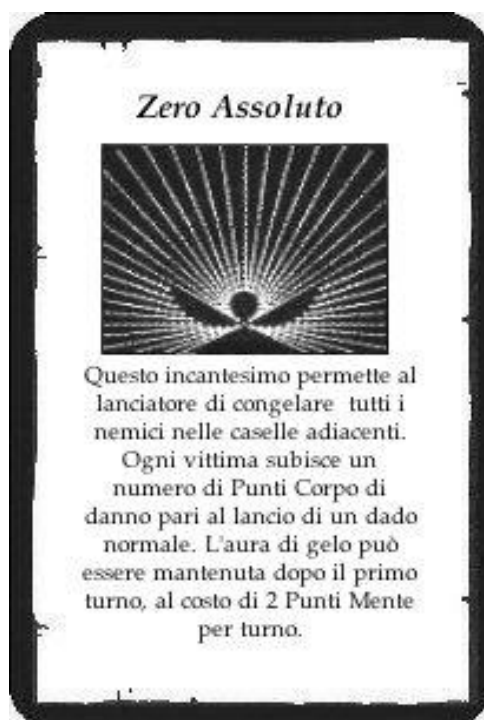 Zero Assoluto
Questo incantesimo permette al
lanciatore di congelare tutti i
nemici nelle caselle adiacenti.
Ogni vittima subisce un
numero di Punti Corpo di
danno pari al lancio di un dado
normale. L'aura di gelo può
essere mantenuta dopo il primo
turno, al costo di 2 Punti Mente
per turno.